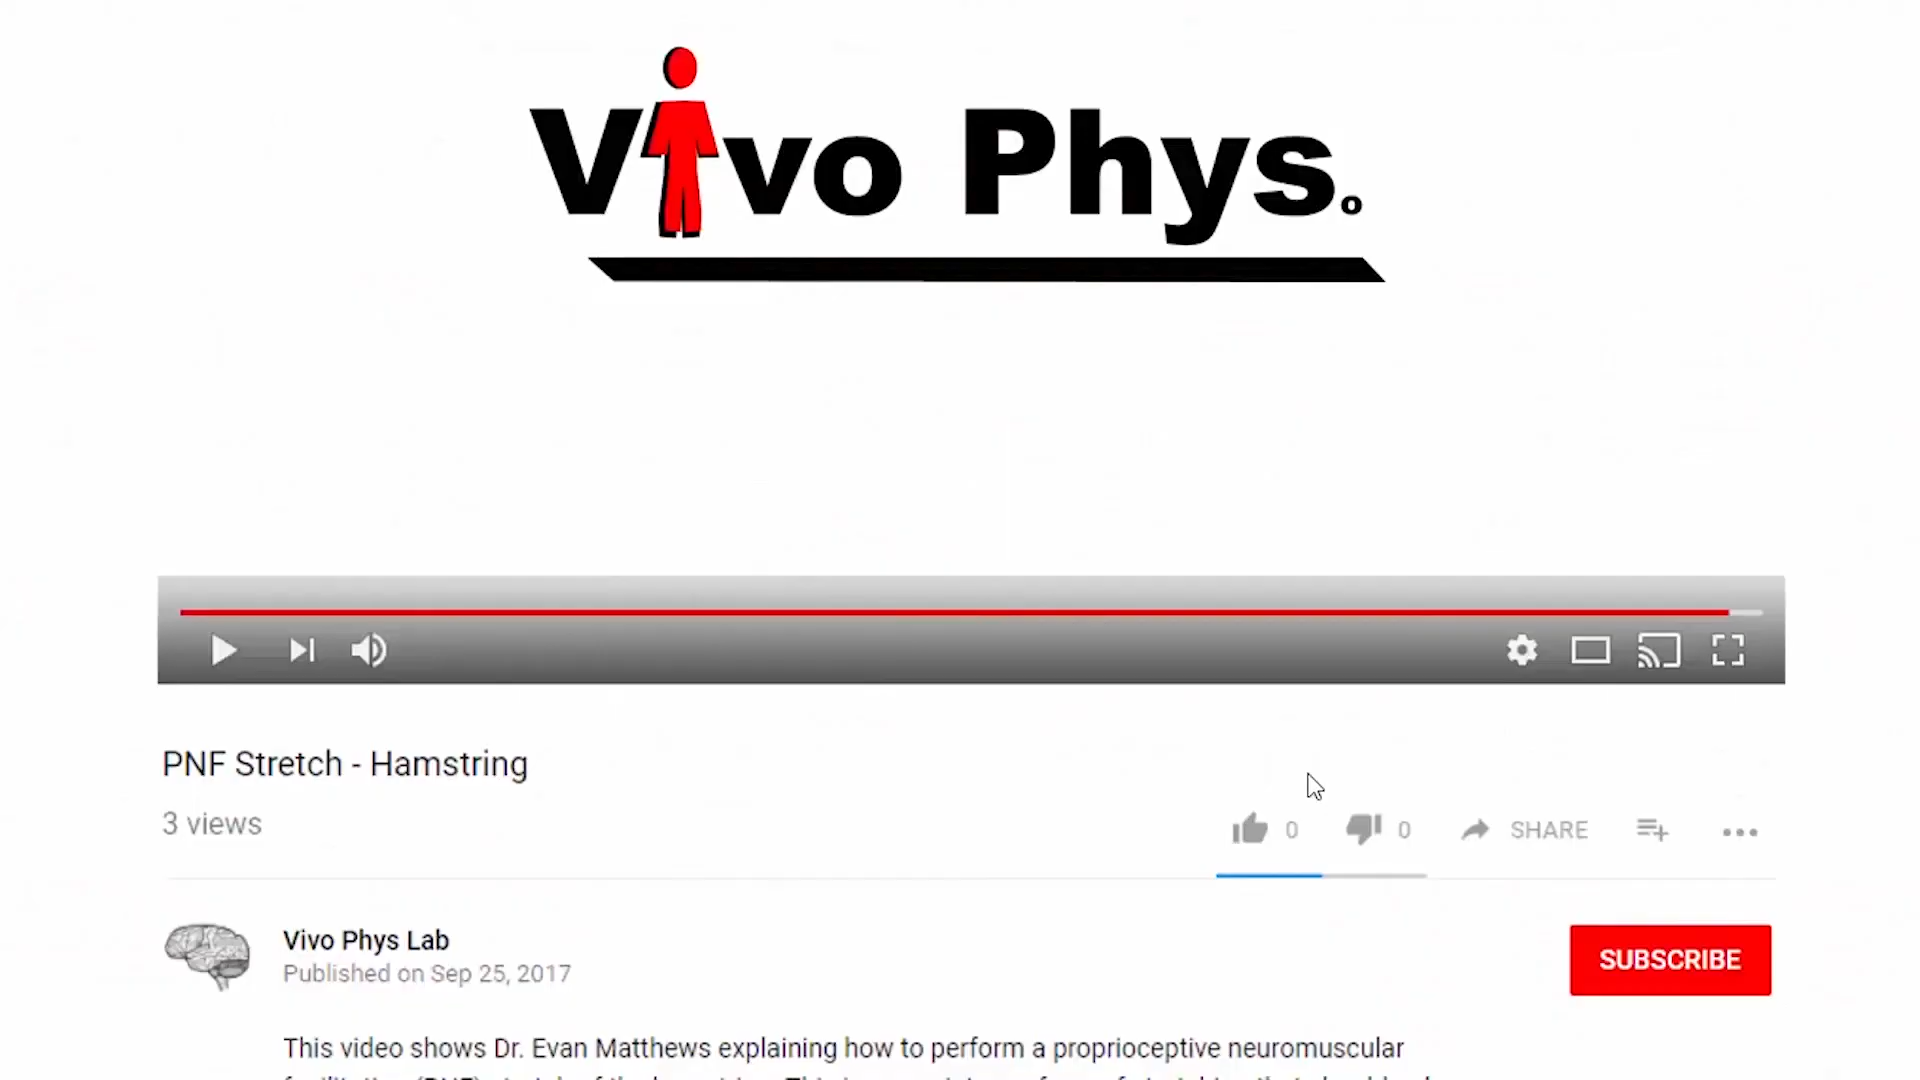 Vivo Phys.
PNF Stretch - Hamstring
3 views
0
0
SHARE
Vivo Phys Lab
Published on Sep 25, 2017
SUBSCRIBE
This video shows Dr. Evan Matthews explaining how to perform a proprioceptive neuromuscular